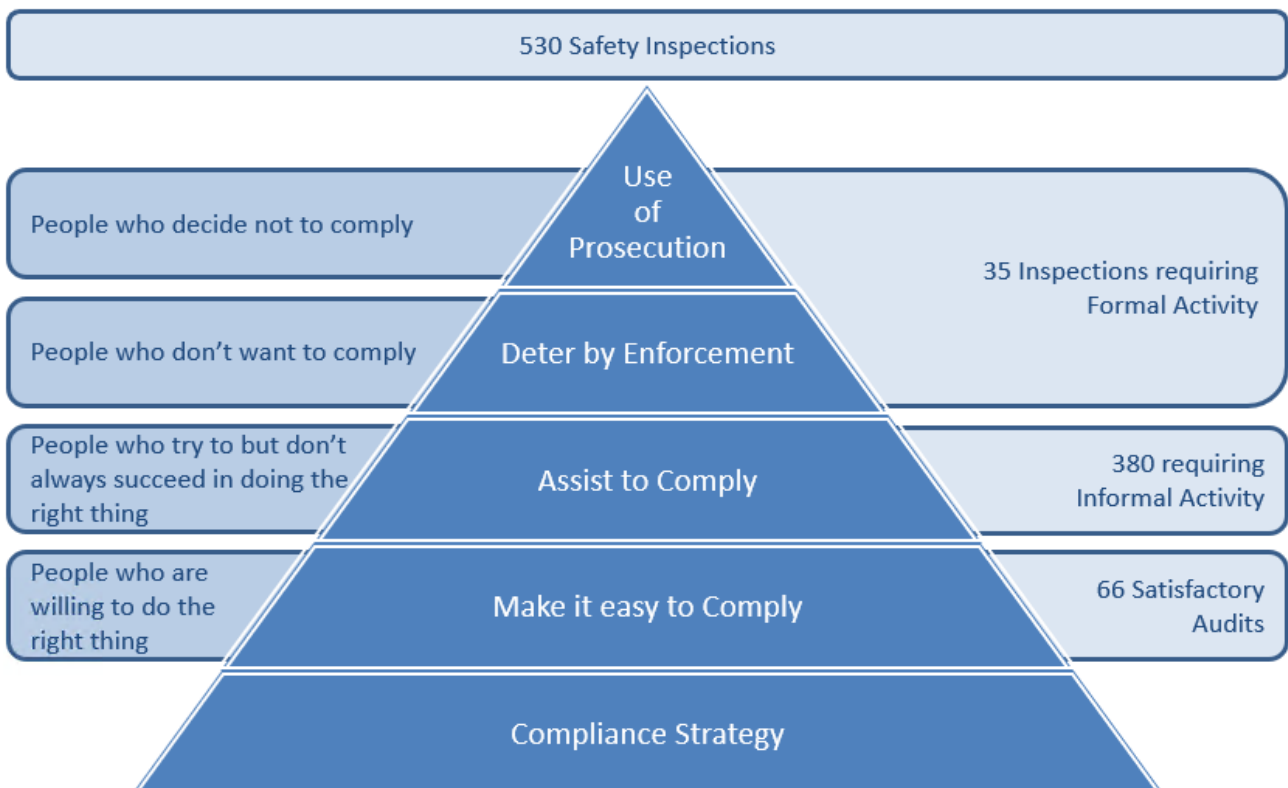 530 Safety Inspections
Use
of
Prosecution
People who decide not to comply
35 Inspections requiring
Formal Activity
People who don’t want to comply
Deter by Enforcement
People who try to but don’t
always succeed in doing the
right thing
Assist to Comply
380 requiring
Informal Activity
People who are
willing to do the
right thing
Make it easy to Comply
66 Satisfactory
Audits
Compliance Strategy